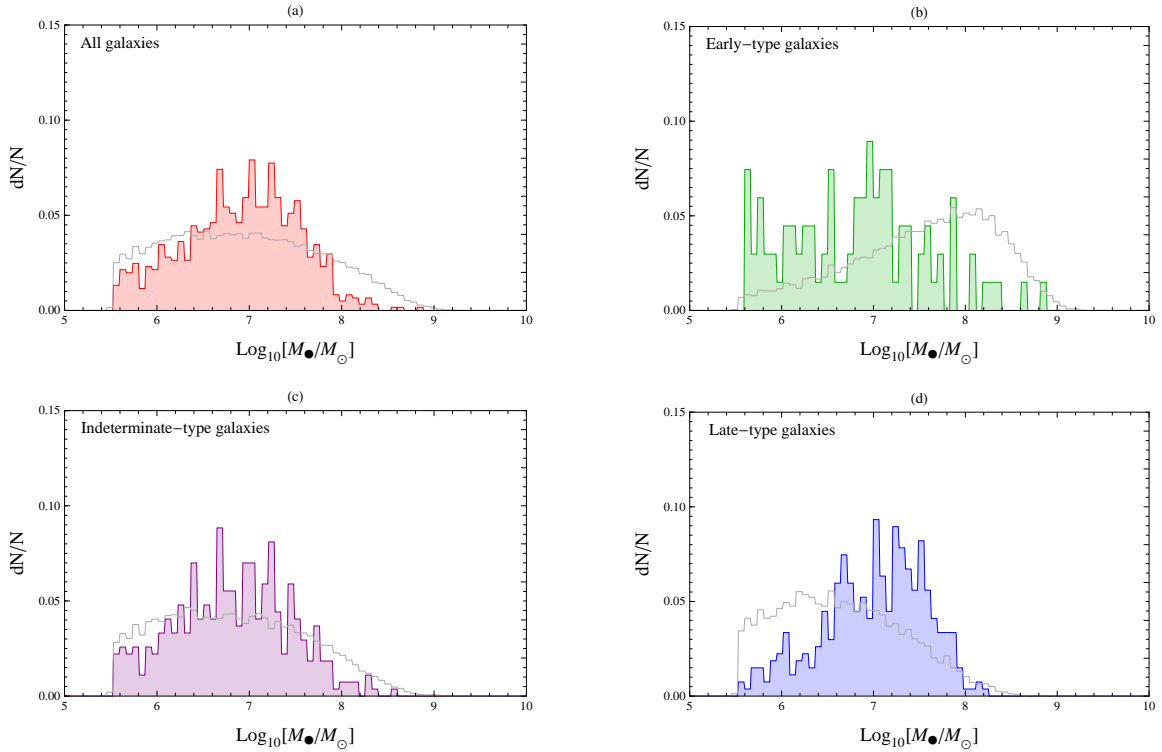 (a)
All galaxies
0.15
0.10
0.05
0.00
dN/N
5 6 7 8 9 10
Log10[M●/M⊙]
(b)
Early−type galaxies
0.15
0.10
0.05
0.00
dN/N
5 6 7 8 9 10
Log10[M●/M⊙]
(c)
Indeterminate−type galaxies
0.15
0.10
0.05
0.00
dN/N
5 6 7 8 9 10
Log10[M●/M⊙]
(d)
Late−type galaxies
0.15
0.10
0.05
0.00
dN/N
5 6 7 8 9 10
Log10[M●/M⊙]